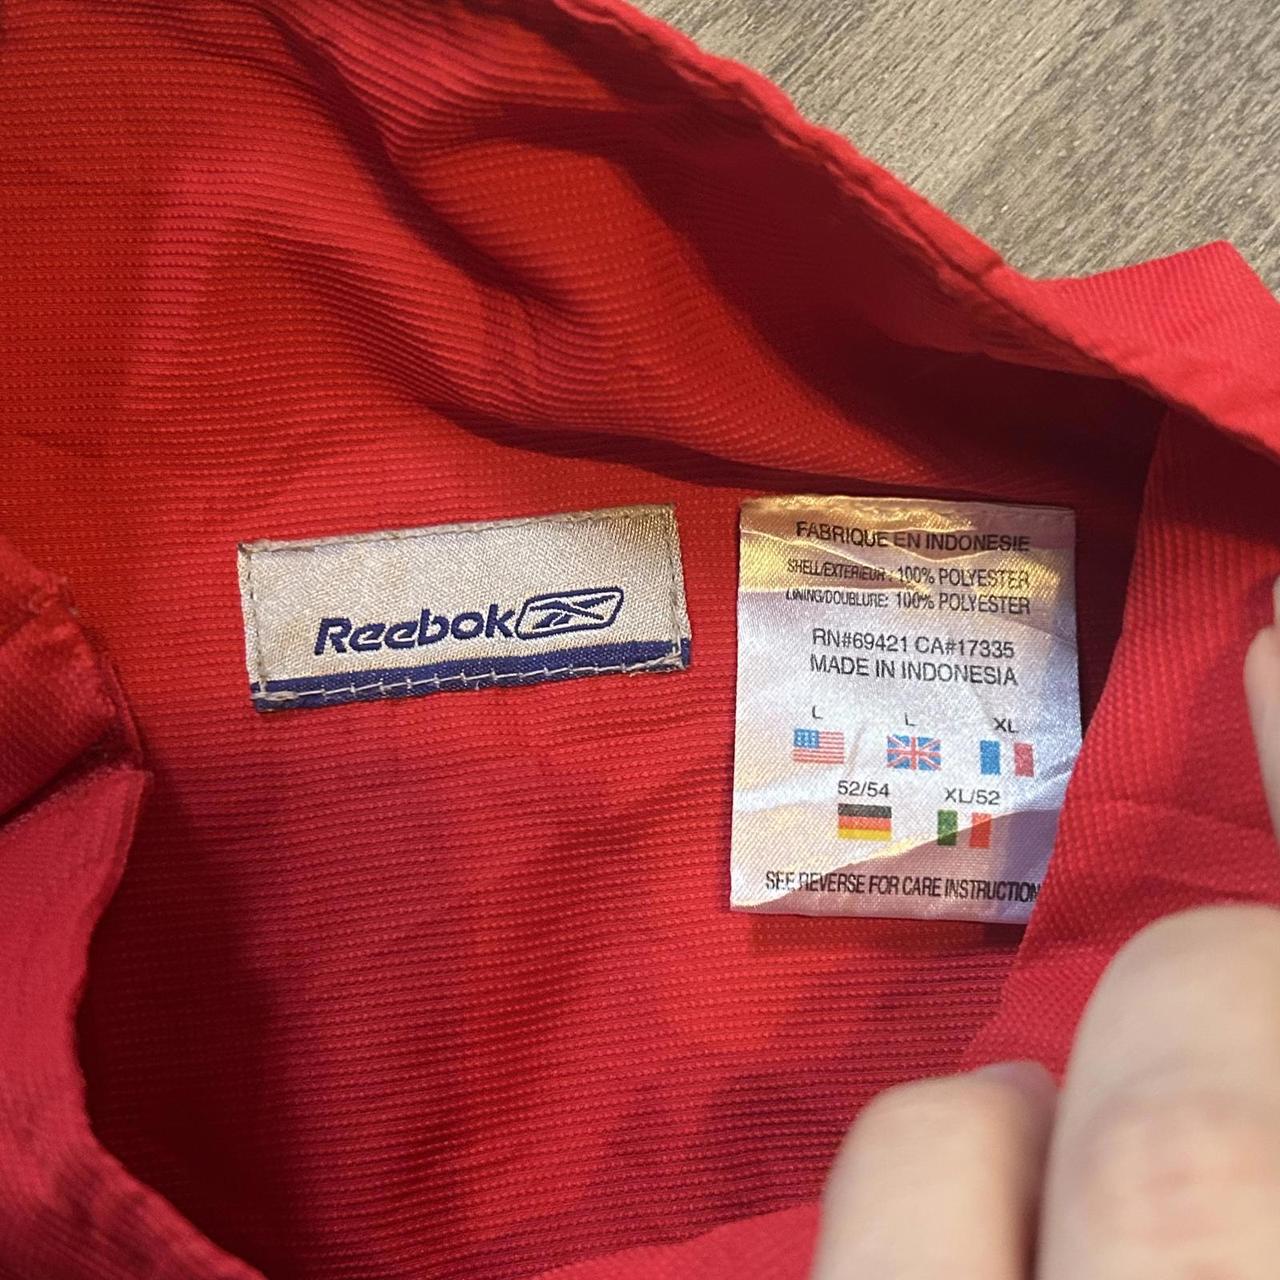 Reebok
FABRIQUE EN INDONESIE
SHELL/EXTERIEUR : 100% POLYESTER
LINING/DOUBLURE: 100% POLYESTER
RN#69421 CA#17335
MADE IN INDONESIA
L L XL
52/54 XL/52
SEE REVERSE FOR CARE INSTRUCTION